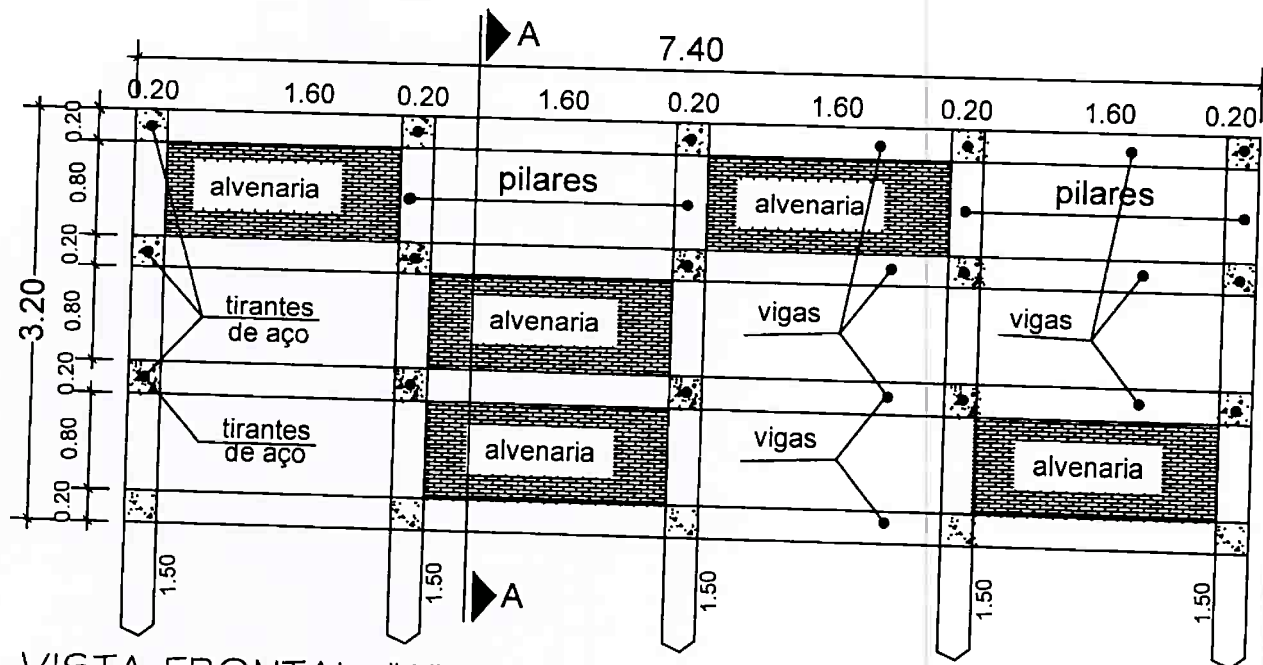 A
7.40
0.20 1.60 0.20 1.60 0.20 1.60 0.20 1.60 0.20
0.20
0.80
0.20
0.80
0.20
0.80
0.20
3.20
alvenaria
pilares
alvenaria
pilares
tirantes
de aço
alvenaria
vigas
vigas
tirantes
de aço
alvenaria
vigas
alvenaria
1.50
1.50
A
1.50
1.50
1.50
VISTA FRONTAL